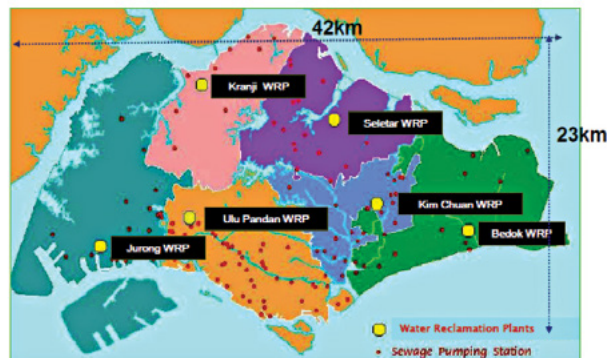 42km
Kranji WRP
Seletar WRP
23km
Kim Chuan WRP
Ulu Pandan WRP
Bedok WRP
Jurong WRP
Water Reclamation Plants
Sewage Pumping Station